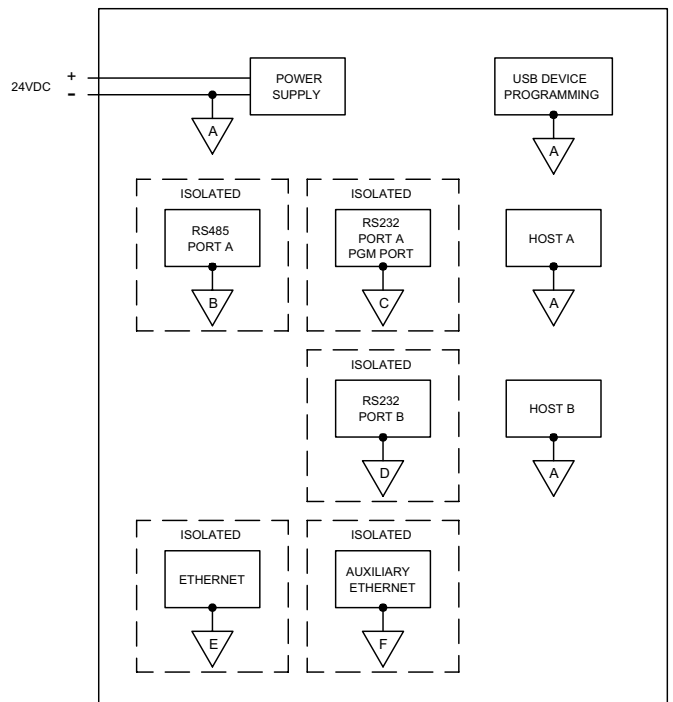 24VDC
+
-
POWER
SUPPLY
A
USB DEVICE
PROGRAMMING
A
ISOLATED
RS485
PORT A
B
ISOLATED
RS232
PORT A
PGM PORT
C
HOST A
A
ISOLATED
RS232
PORT B
D
HOST B
A
ISOLATED
ETHERNET
E
ISOLATED
AUXILIARY
ETHERNET
F